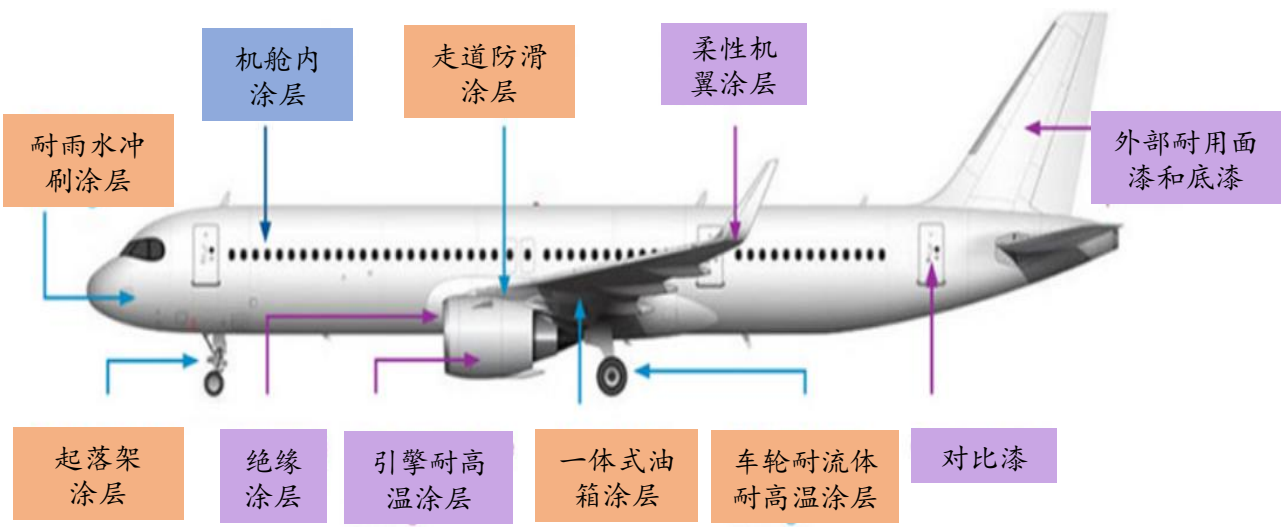 机舱内
涂层
走道防滑
涂层
柔性机
翼涂层
耐雨水冲
刷涂层
外部耐用面
漆和底漆
起落架
涂层
绝缘
涂层
引擎耐高
温涂层
一体式油
箱涂层
车轮耐流体
耐高温涂层
对比漆